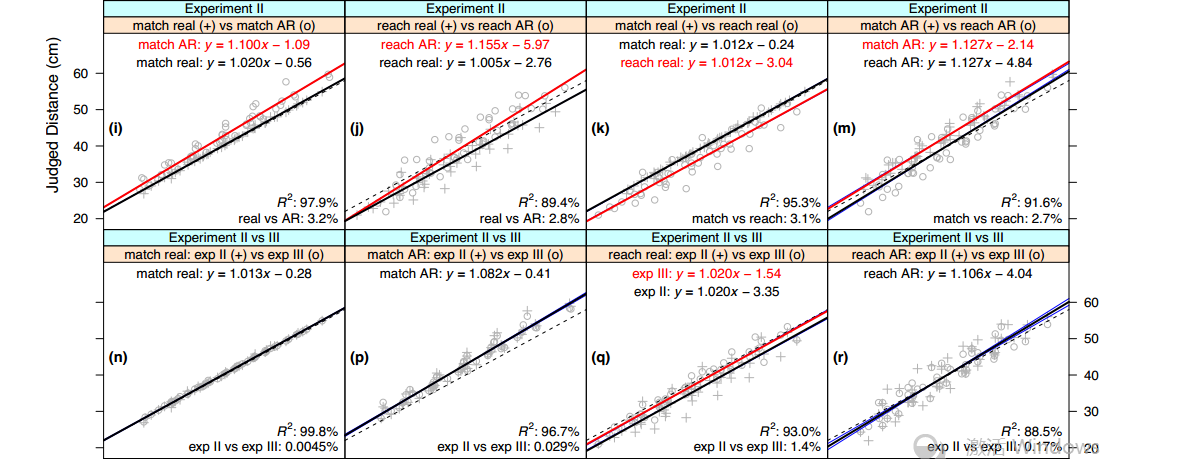 Experiment II
match real (+) vs match AR (o)
match AR: y = 1.100x − 1.09
match real: y = 1.020x − 0.56
(i)
R²: 97.9%
real vs AR: 3.2%
Experiment II
reach real (+) vs reach AR (o)
reach AR: y = 1.155x − 5.97
reach real: y = 1.005x − 2.76
(j)
R²: 89.4%
real vs AR: 2.8%
Experiment II
match real (+) vs reach real (o)
match real: y = 1.012x − 0.24
reach real: y = 1.012x − 3.04
(k)
R²: 95.3%
match vs reach: 3.1%
Experiment II
match AR (+) vs reach AR (o)
match AR: y = 1.127x − 2.14
reach AR: y = 1.127x − 4.84
(m)
R²: 91.6%
match vs reach: 2.7%
Judged Distance (cm)
60
50
40
30
20
Experiment II vs III
match real: exp II (+) vs exp III (o)
match real: y = 1.013x − 0.28
(n)
R²: 99.8%
exp II vs exp III: 0.0045%
Experiment II vs III
match AR: exp II (+) vs exp III (o)
match AR: y = 1.082x − 0.41
(p)
R²: 96.7%
exp II vs exp III: 0.029%
Experiment II vs III
reach real: exp II (+) vs exp III (o)
exp III: y = 1.020x − 1.54
exp II: y = 1.020x − 3.35
(q)
R²: 93.0%
exp II vs exp III: 1.4%
Experiment II vs III
reach AR: exp II (+) vs exp III (o)
reach AR: y = 1.106x − 4.04
(r)
R²: 88.5%
exp II vs exp III: 0.17%
60
50
40
30
20
激活 Windows